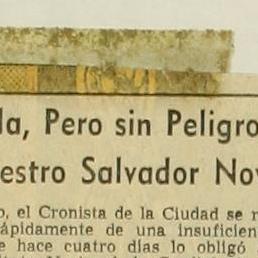 la, Pero sin Peligro
estro Salvador Nov
o, el Cronista de la Ciudad se r
ápidamente de una insuficien
e hace cuatro días lo obligó